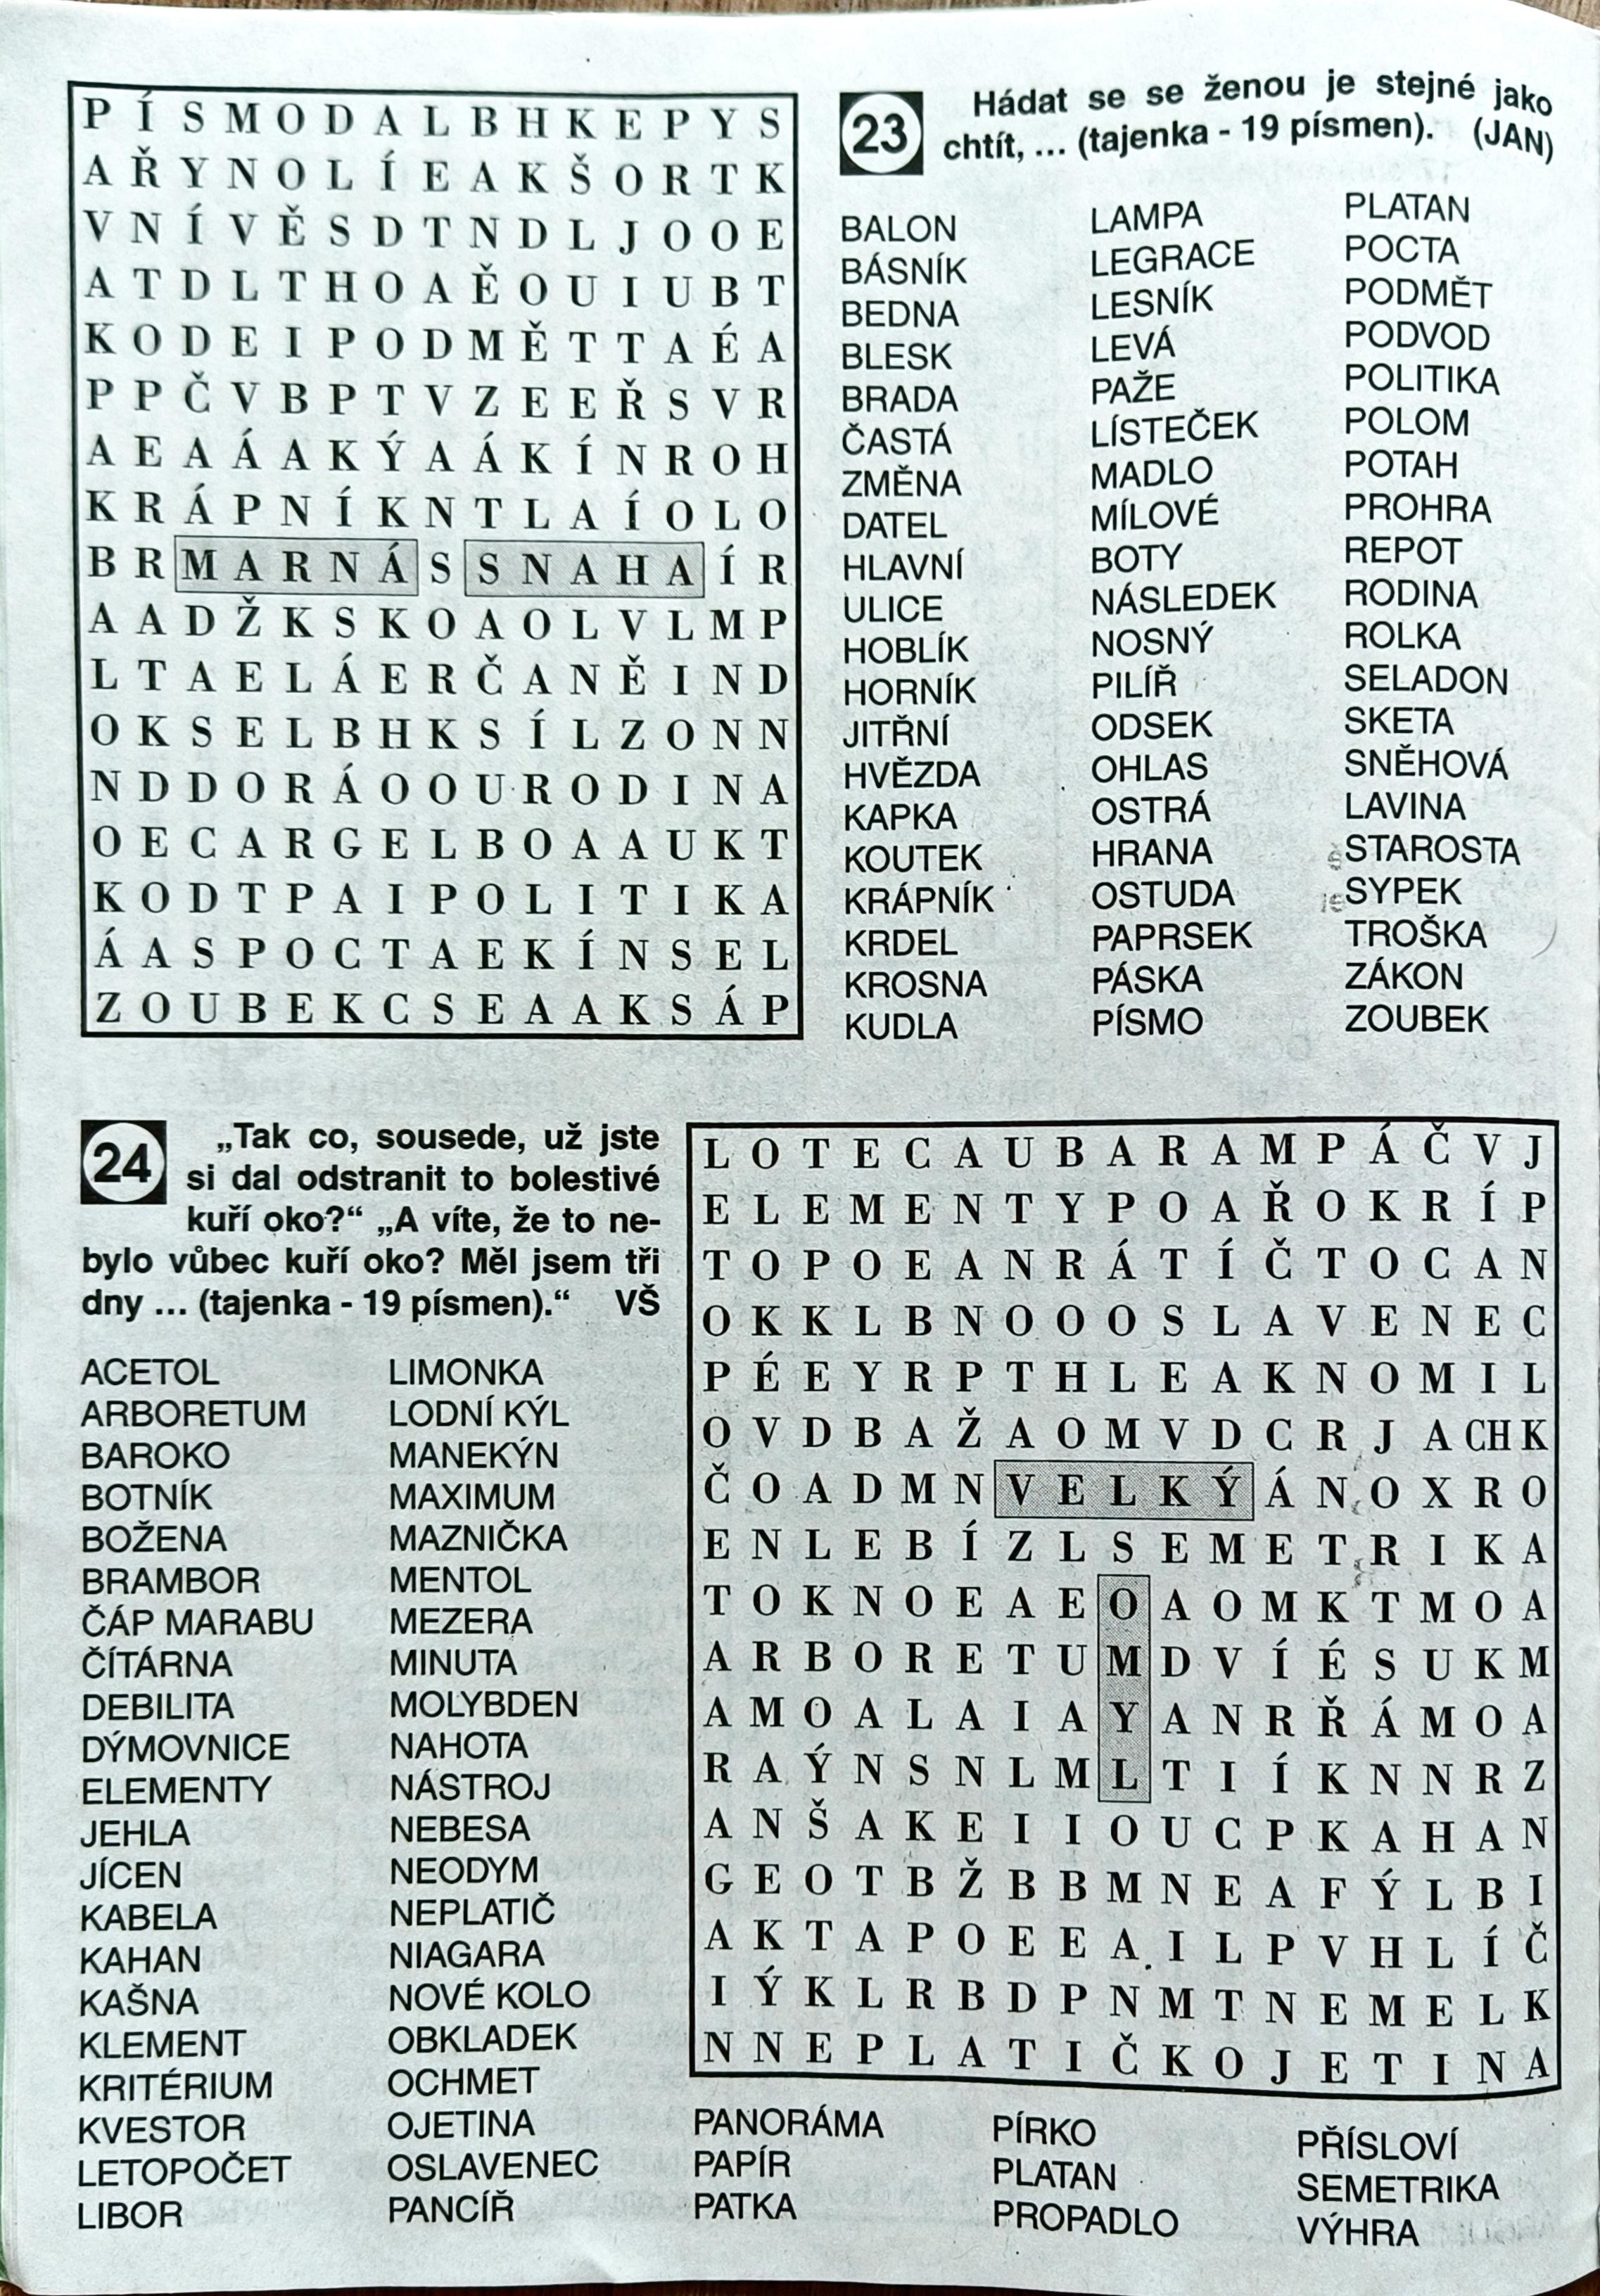 P Í S M O D A L B H K E P Y S
A Ř Y N O L Í E A K Š O R T K
V N Í V Ě S D T N D L J O O E
A T D L T H O A Ě O U I U B T
K O D E I P O D M Ě T T A É A
P P Č V B P T V Z E E Ř S V R
A E A Á A K Ý A Á K Í N R O H
K R Á P N Í K N T L A Í O L O
B R M A R N Á S S N A H A Í R
A A D Ž K S K O A O L V L M P
L T A E L Á E R Č A N Ě I N D
O K S E L B H K S Í L Z O N N
N D D O R Á O O U R O D I N A
O E C A R G E L B O A A U K T
K O D T P A I P O L I T I K A
Á A S P O C T A E K Í N S E L
Z O U B E K C S E A A K S Á P
23
Hádat se se ženou je stejné jako
chtít, ... (tajenka - 19 písmen). (JAN)
BALON
BÁSNÍK
BEDNA
BLESK
BRADA
ČASTÁ
ZMĚNA
DATEL
HLAVNÍ
ULICE
HOBLÍK
HORNÍK
JITŘNÍ
HVĚZDA
KAPKA
KOUTEK
KRÁPNÍK
KRDEL
KROSNA
KUDLA
LAMPA
LEGRACE
LESNÍK
LEVÁ
PAŽE
LÍSTEČEK
MADLO
MÍLOVÉ
BOTY
NÁSLEDEK
NOSNÝ
PILÍŘ
ODSEK
OHLAS
OSTRÁ
HRANA
OSTUDA
PAPRSEK
PÁSKA
PÍSMO
PLATAN
POCTA
PODMĚT
PODVOD
POLITIKA
POLOM
POTAH
PROHRA
REPOT
RODINA
ROLKA
SELADON
SKETA
SNĚHOVÁ
LAVINA
STAROSTA
SYPEK
TROŠKA
ZÁKON
ZOUBEK
24
„Tak co, sousede, už jste
si dal odstranit to bolestivé
kuří oko?“ „A víte, že to ne-
bylo vůbec kuří oko? Měl jsem tři
dny ... (tajenka - 19 písmen).“ VŠ
ACETOL
ARBORETUM
BAROKO
BOTNÍK
BOŽENA
BRAMBOR
ČÁP MARABU
ČÍTÁRNA
DEBILITA
DÝMOVNICE
ELEMENTY
JEHLA
JÍCEN
KABELA
KAHAN
KAŠNA
KLEMENT
KRITÉRIUM
KVESTOR
LETOPOČET
LIBOR
LIMONKA
LODNÍ KÝL
MANEKÝN
MAXIMUM
MAZNIČKA
MENTOL
MEZERA
MINUTA
MOLYBDEN
NAHOTA
NÁSTROJ
NEBESA
NEODYM
NEPLATIČ
NIAGARA
NOVÉ KOLO
OBKLADEK
OCHMET
OJETINA
OSLAVENEC
PANCÍŘ
L O T E C A U B A R A M P Á Č V J
E L E M E N T Y P O A Ř O K R Í P
T O P O E A N R Á T Í Č T O C A N
O K K L B N O O O S L A V E N E C
P É E Y R P T H L E A K N O M I L
O V D B A Ž A O M V D C R J A CH K
Č O A D M N V E L K Ý Á N O X R O
E N L E B Í Z L S E M E T R I K A
T O K N O E A E O A O M K T M O A
A R B O R E T U M D V Í É S U K M
A M O A L A I A Y A N R Ř Á M O A
R A Ý N S N L M L T I Í K N N R Z
A N Š A K E I I O U C P K A H A N
G E O T B Ž B B M N E A F Ý L B I
A K T A P O E E A I L P V H L Í Č
I Ý K L R B D P N M T N E M E L K
N N E P L A T I Č K O J E T I N A
PANORÁMA
PAPÍR
PATKA
PÍRKO
PLATAN
PROPADLO
PŘÍSLOVÍ
SEMETRIKA
VÝHRA